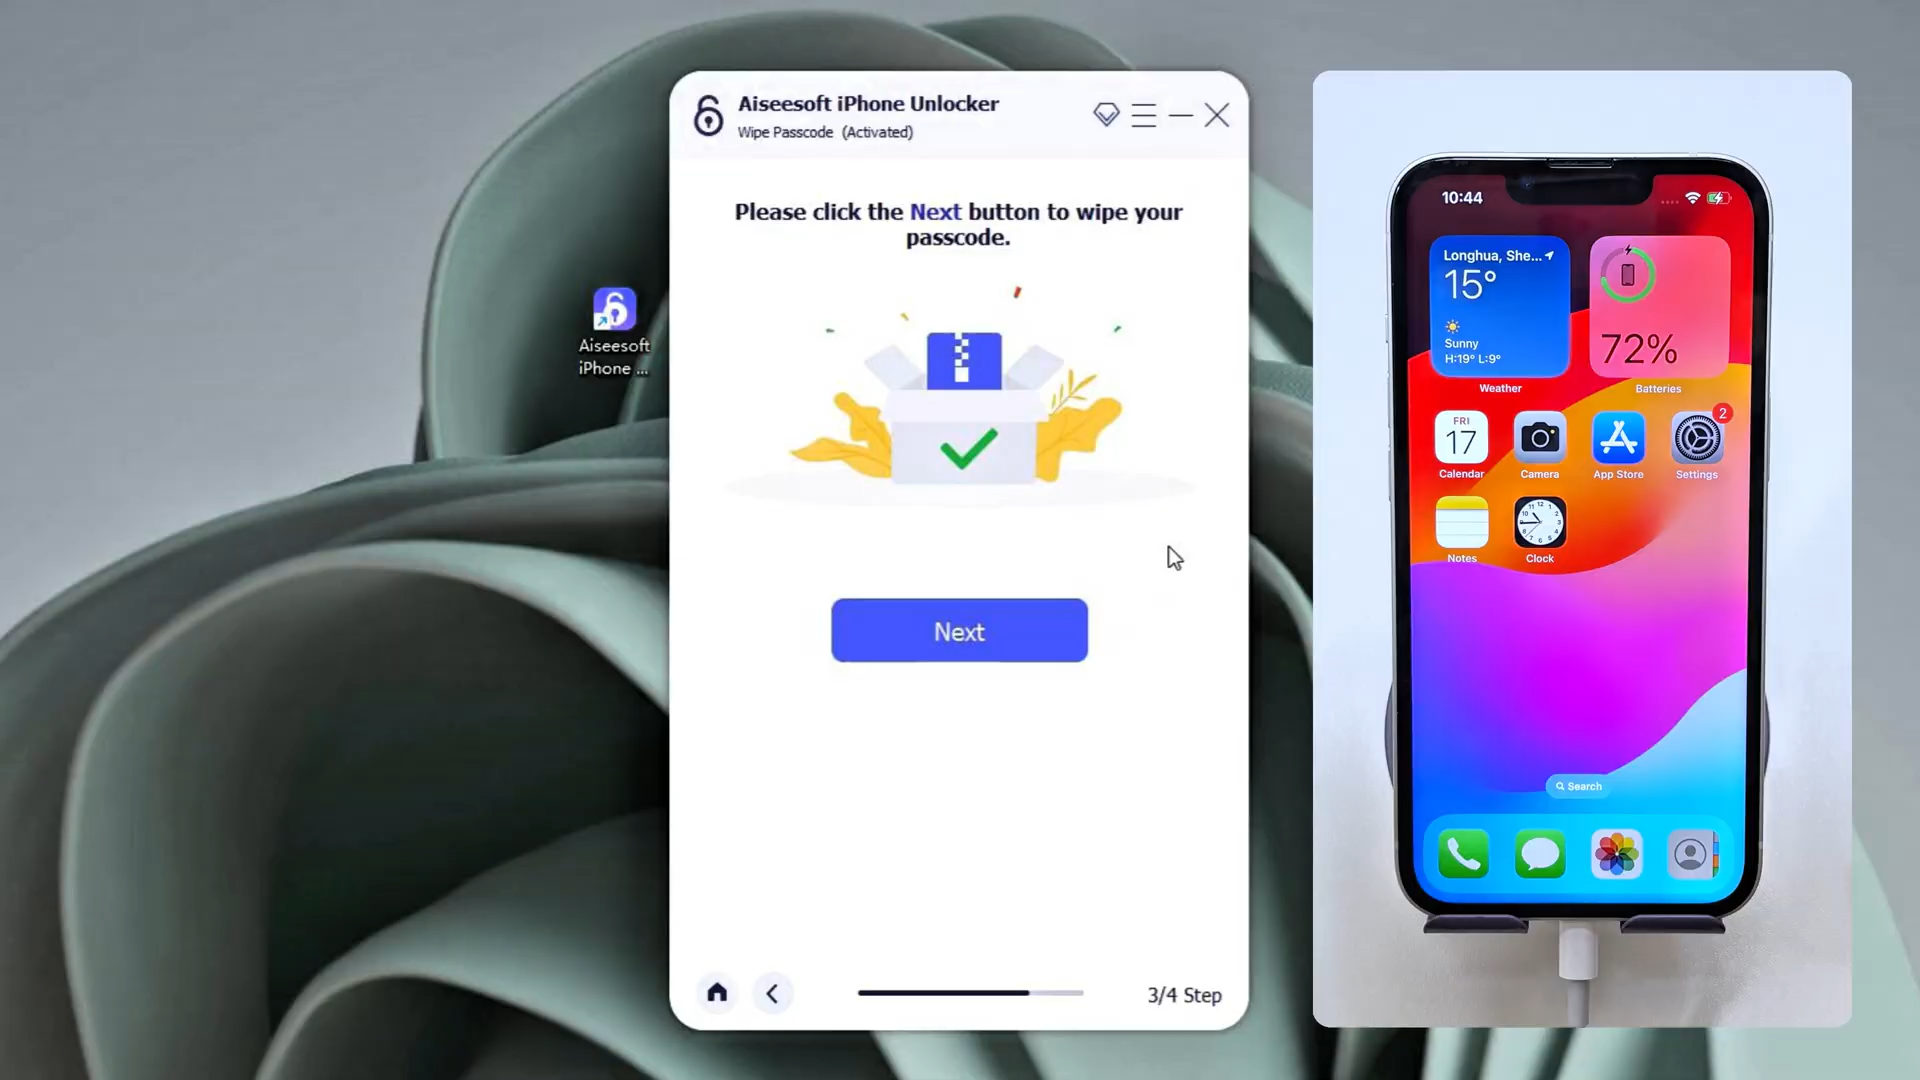 Aiseesoft iPhone Unlocker
Wipe Passcode (Activated)
Please click the Next button to wipe your
passcode.
Next
3/4 Step
Aiseesoft
iPhone ...
10:44
Longhua, She...
15°
Sunny
H:19° L:9°
Weather
72%
Batteries
FRI
17
Calendar
Camera
App Store
2
Settings
Notes
Clock
Search